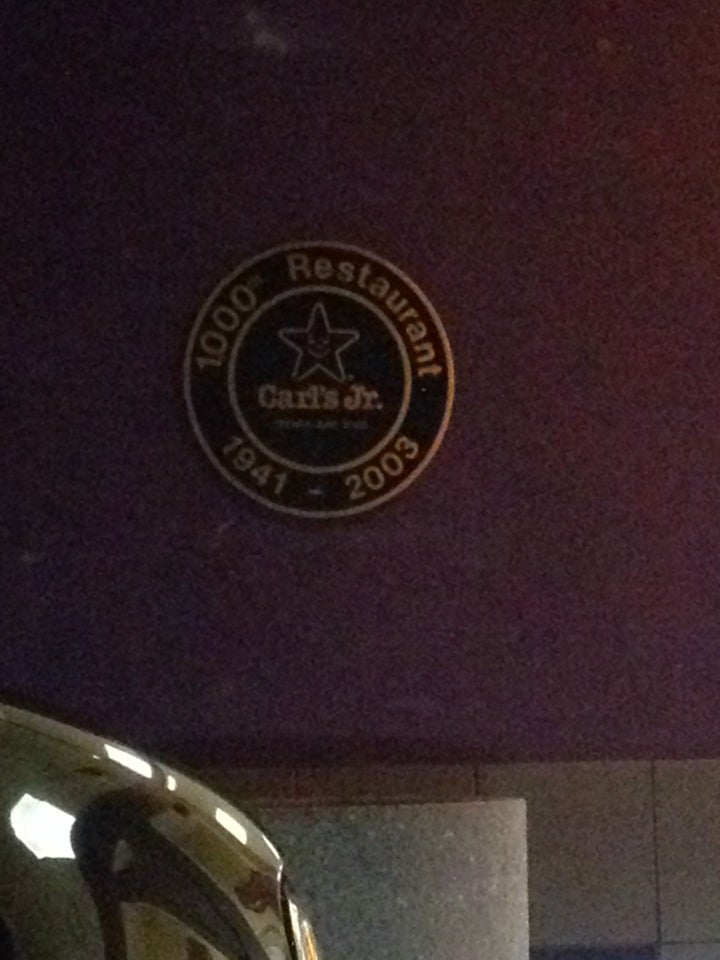 1000th Restaurant
Carl's Jr.
1941 - 2003